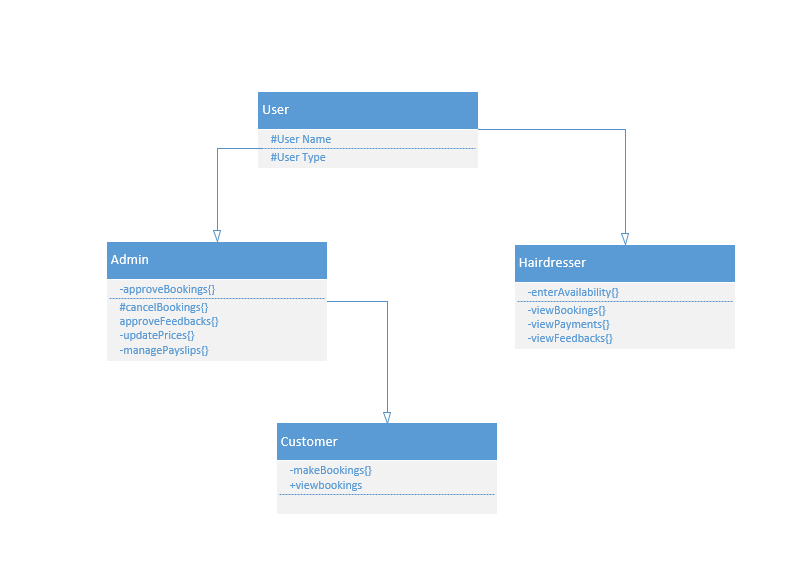 User
#User Name
#User Type
Admin
-approveBookings{}
#cancelBookings{}
approveFeedbacks{}
-updatePrices{}
-managePayslips{}
Hairdresser
-enterAvailability{}
-viewBookings{}
-viewPayments{}
-viewFeedbacks{}
Customer
-makeBookings{}
+viewbookings